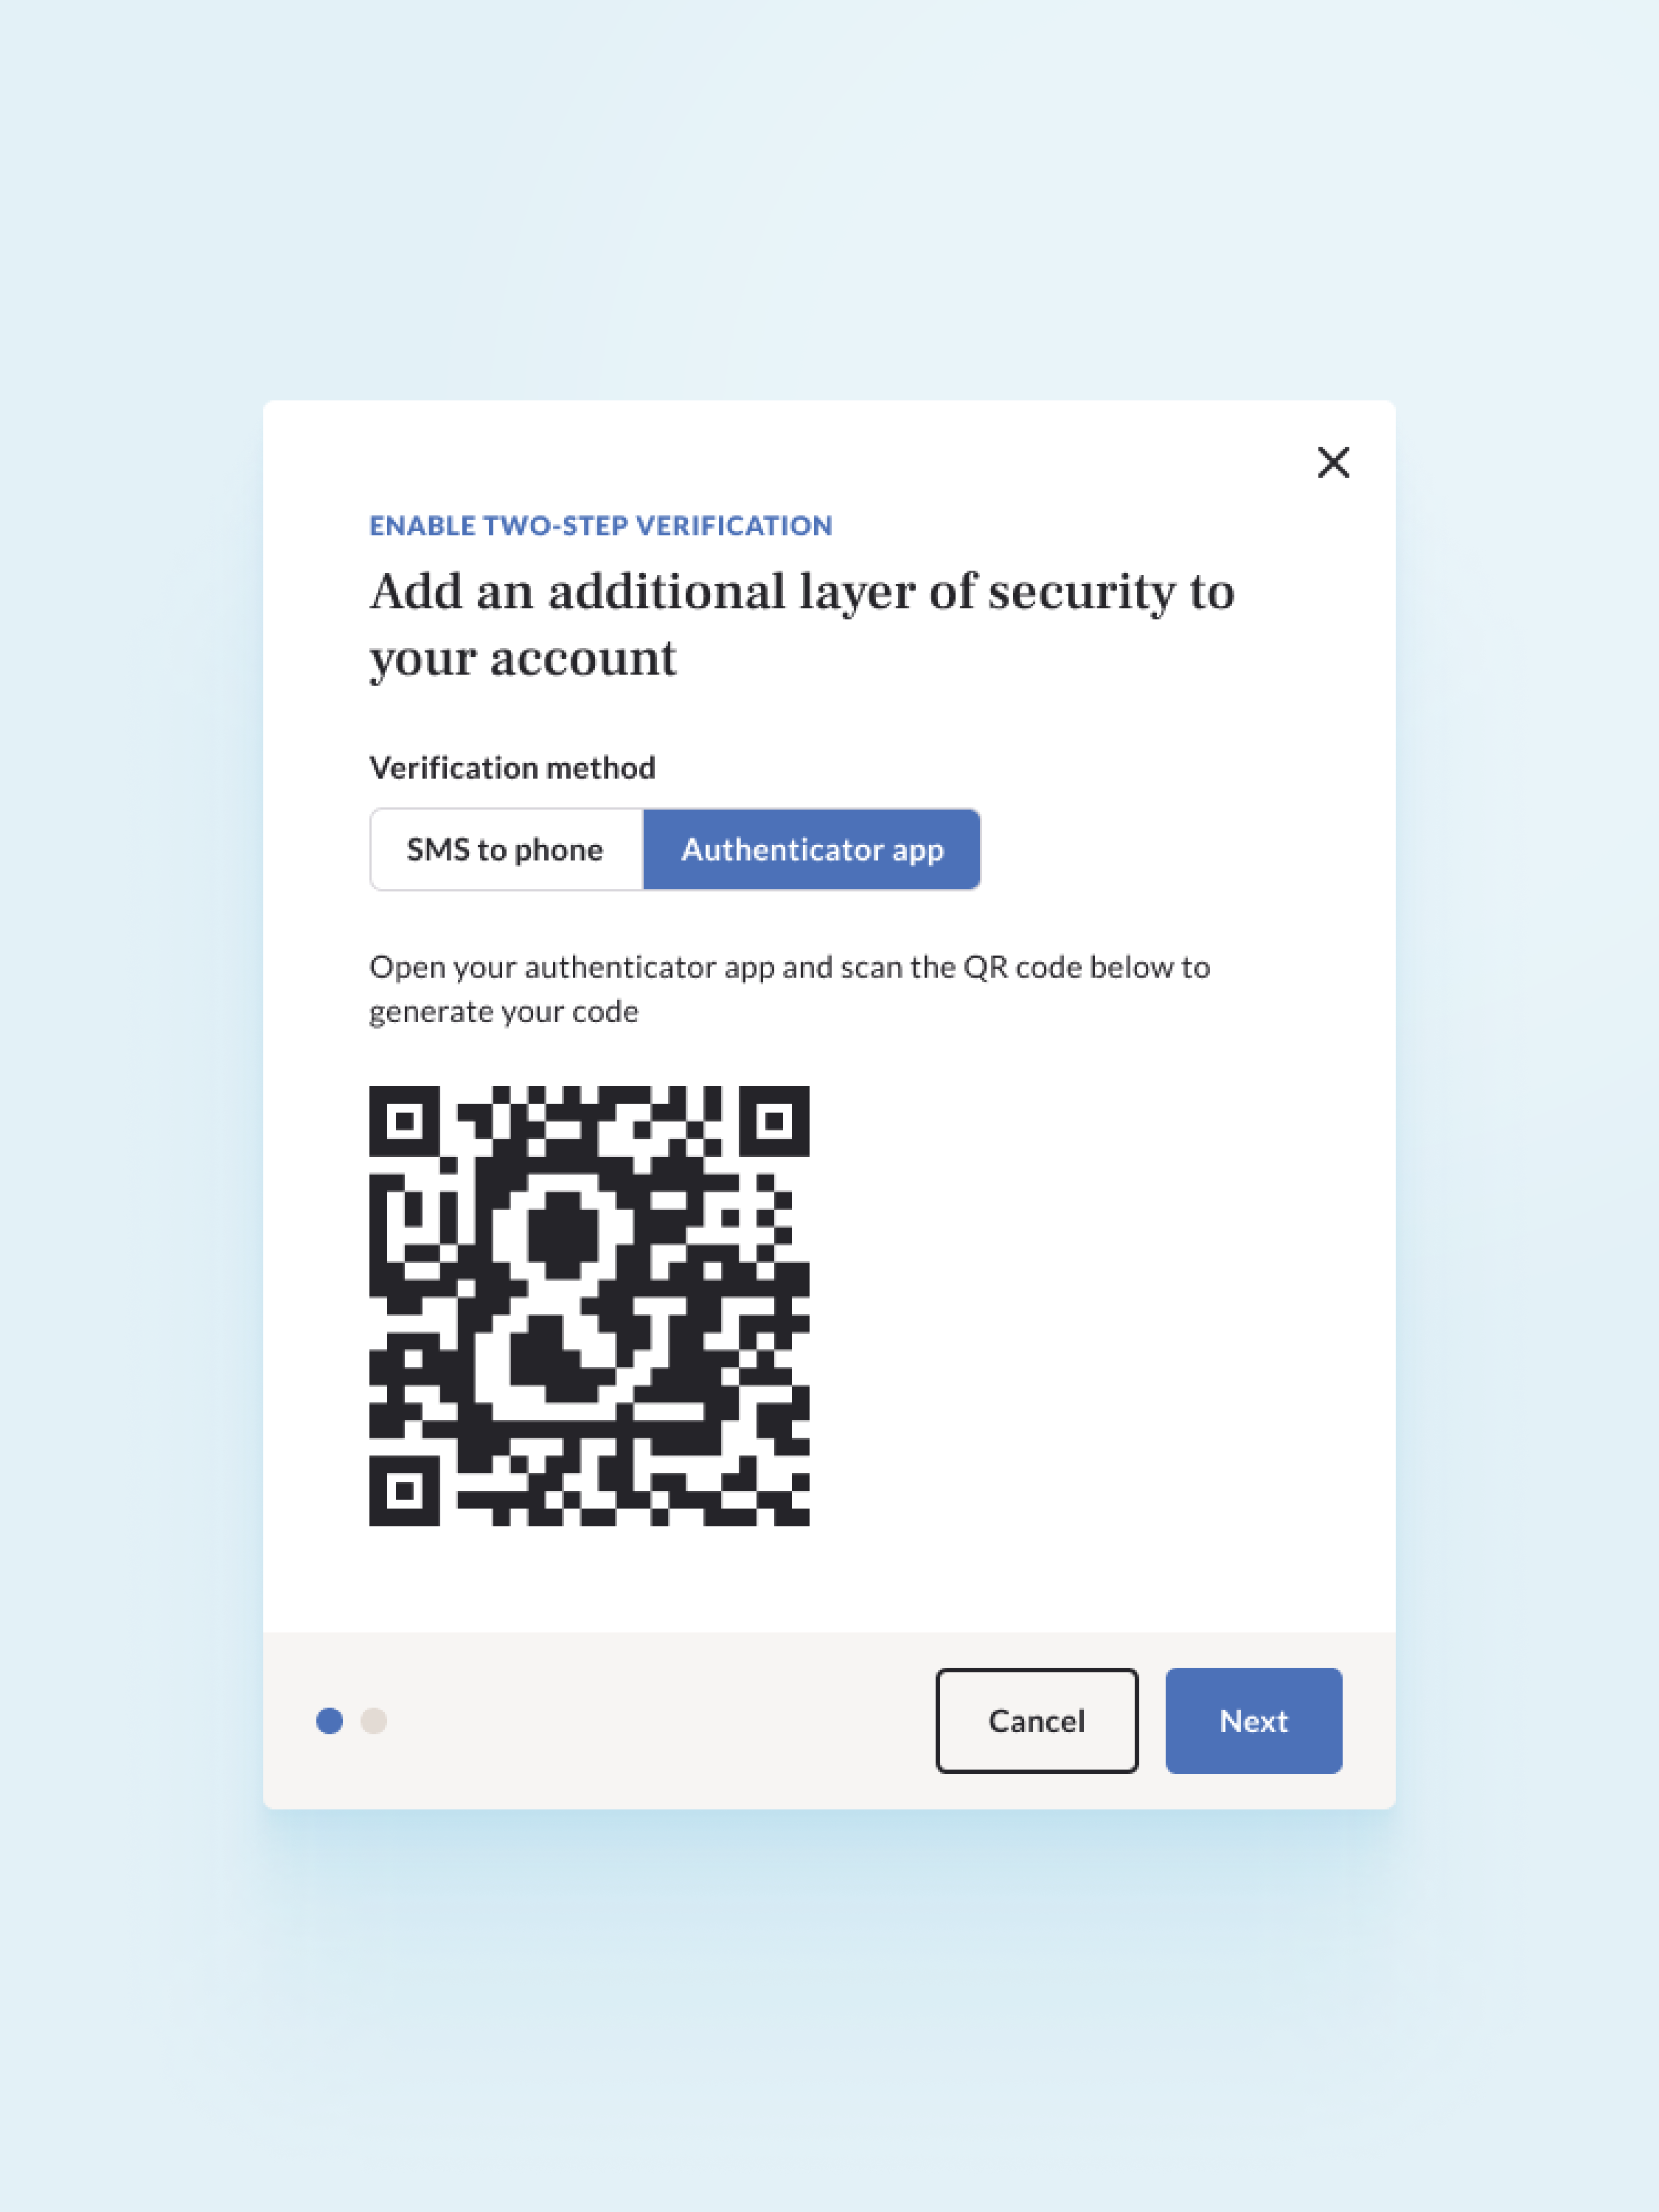 ENABLE TWO-STEP VERIFICATION
Add an additional layer of security to
your account
Verification method
SMS to phone
Authenticator app
Open your authenticator app and scan the QR code below to
generate your code
Cancel
Next